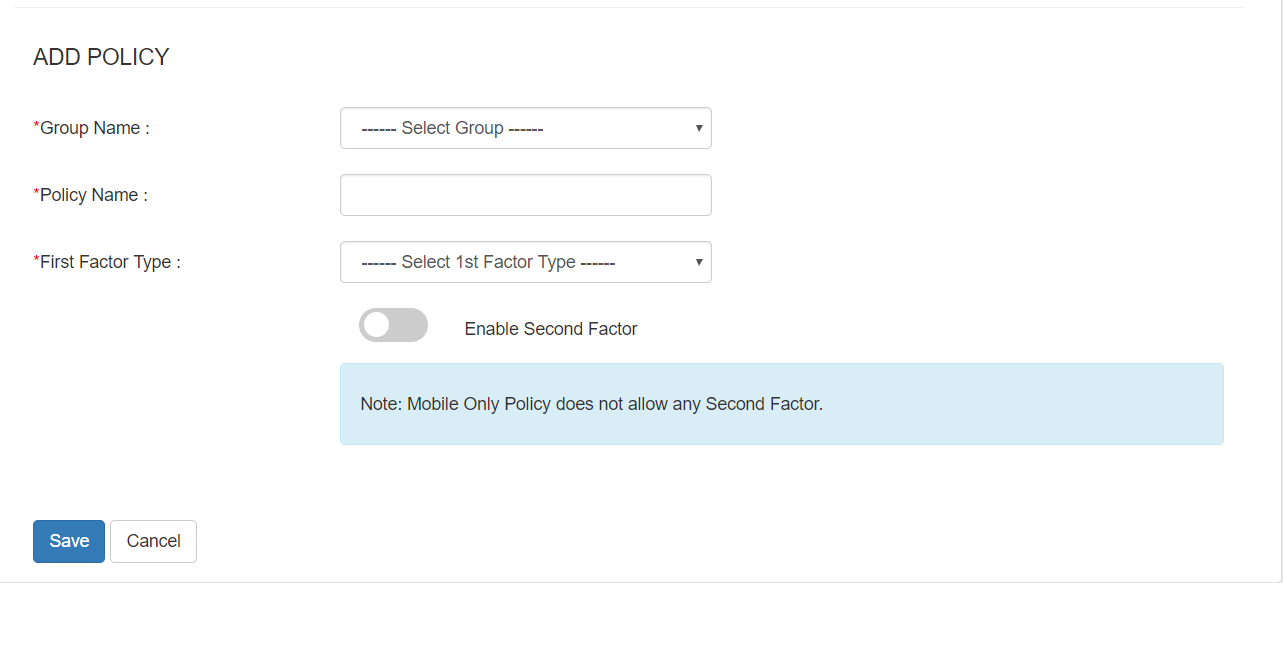 ADD POLICY
*Group Name :
------ Select Group ------
*Policy Name :
*First Factor Type :
------ Select 1st Factor Type ------
Enable Second Factor
Note: Mobile Only Policy does not allow any Second Factor.
Save Cancel